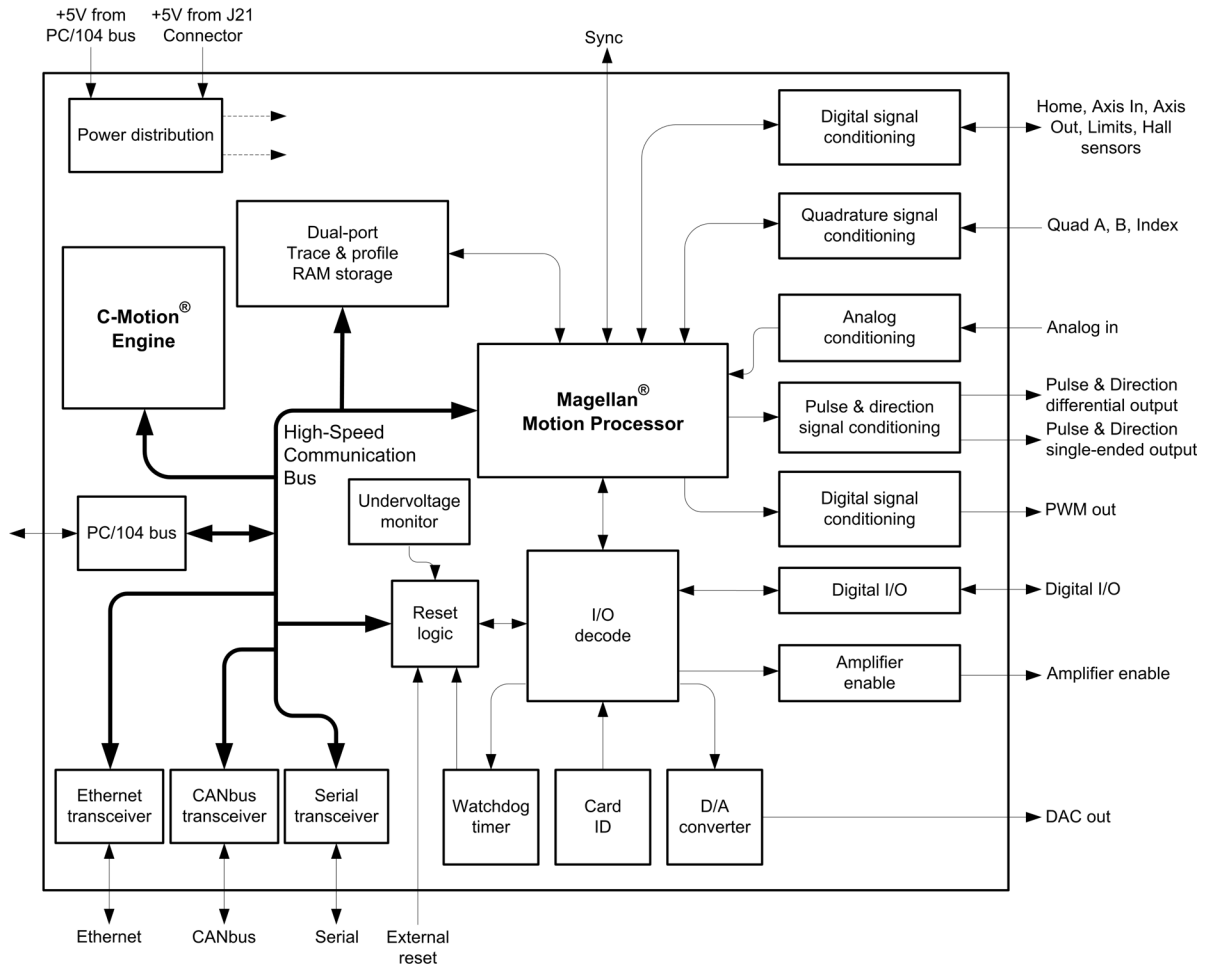 +5V from
PC/104 bus
+5V from J21
Connector
Sync
Power distribution
Digital signal
conditioning
Home, Axis In, Axis
Out, Limits, Hall
sensors
Dual-port
Trace & profile
RAM storage
Quadrature signal
conditioning
Quad A, B, Index
C-Motion®
Engine
Analog
conditioning
Analog in
Magellan®
Motion Processor
Pulse & direction
signal conditioning
Pulse & Direction
differential output
Pulse & Direction
single-ended output
High-Speed
Communication
Bus
Undervoltage
monitor
Digital signal
conditioning
PWM out
PC/104 bus
Reset
logic
I/O
decode
Digital I/O
Digital I/O
Amplifier
enable
Amplifier enable
Ethernet
transceiver
CANbus
transceiver
Serial
transceiver
Watchdog
timer
Card
ID
D/A
converter
DAC out
Ethernet
CANbus
Serial
External
reset